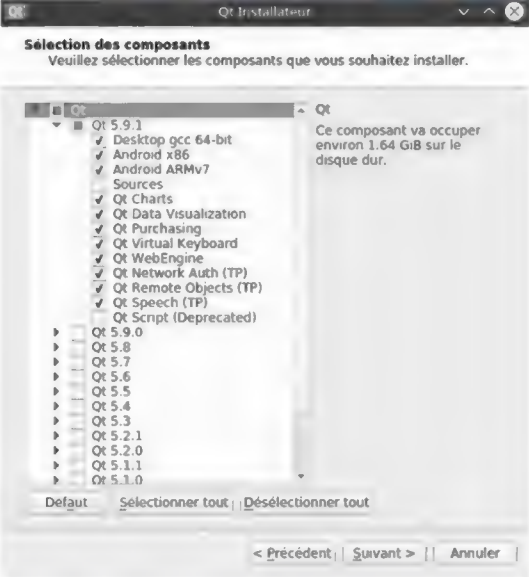 Qt Installateur
Sélection des composants
Veuillez sélectionner les composants que vous souhaitez installer.
Qt
Qt 5.9.1
Desktop gcc 64-bit
Android x86
Android ARMv7
Sources
Qt Charts
Qt Data Visualization
Qt Purchasing
Qt Virtual Keyboard
Qt WebEngine
Qt Network Auth (TP)
Qt Remote Objects (TP)
Qt Speech (TP)
Qt Script (Deprecated)
Qt 5.9.0
Qt 5.8
Qt 5.7
Qt 5.6
Qt 5.5
Qt 5.4
Qt 5.3
Qt 5.2.1
Qt 5.2.0
Qt 5.1.1
Qt 5.1.0
Qt
Ce composant va occuper
environ 1.64 GiB sur le
disque dur.
Défaut Sélectionner tout Désélectionner tout
< Précédent Suivant > Annuler